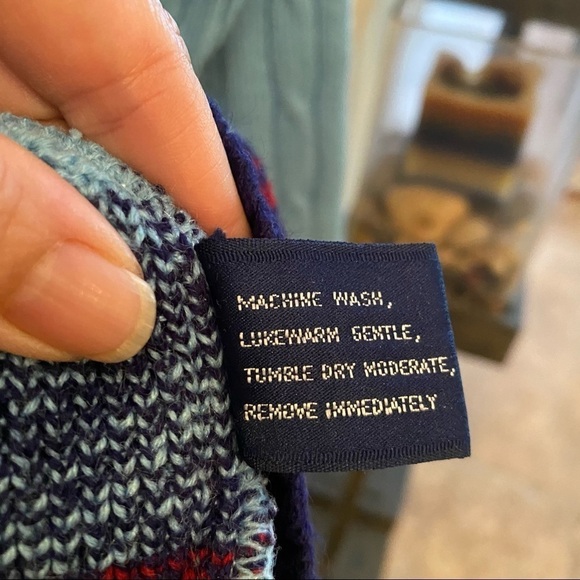 MACHINE WASH,
LUKEWARM GENTLE,
TUMBLE DRY MODERATE,
REMOVE IMMEDIATELY